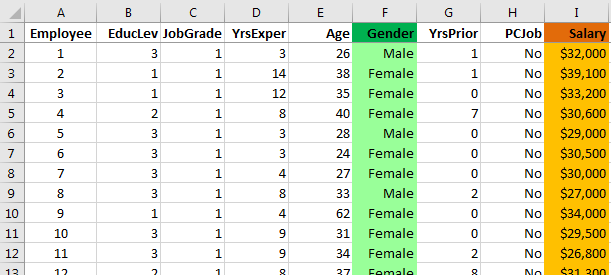 A B C D E F G H I
1 Employee EducLev JobGrade YrsExper Age Gender YrsPrior PCJob Salary
2 1 3 1 3 26 Male 1 No $32,000
3 2 1 1 14 38 Female 1 No $39,100
4 3 1 1 12 35 Female 0 No $33,200
5 4 2 1 8 40 Female 7 No $30,600
6 5 3 1 3 28 Male 0 No $29,000
7 6 3 1 3 24 Female 0 No $30,500
8 7 3 1 4 27 Female 0 No $30,000
9 8 3 1 8 33 Male 2 No $27,000
10 9 1 1 4 62 Female 0 No $34,000
11 10 3 1 9 31 Female 0 No $29,500
12 11 3 1 9 34 Female 2 No $26,800
13 12 2 1 8 37 Female 8 No $31,300